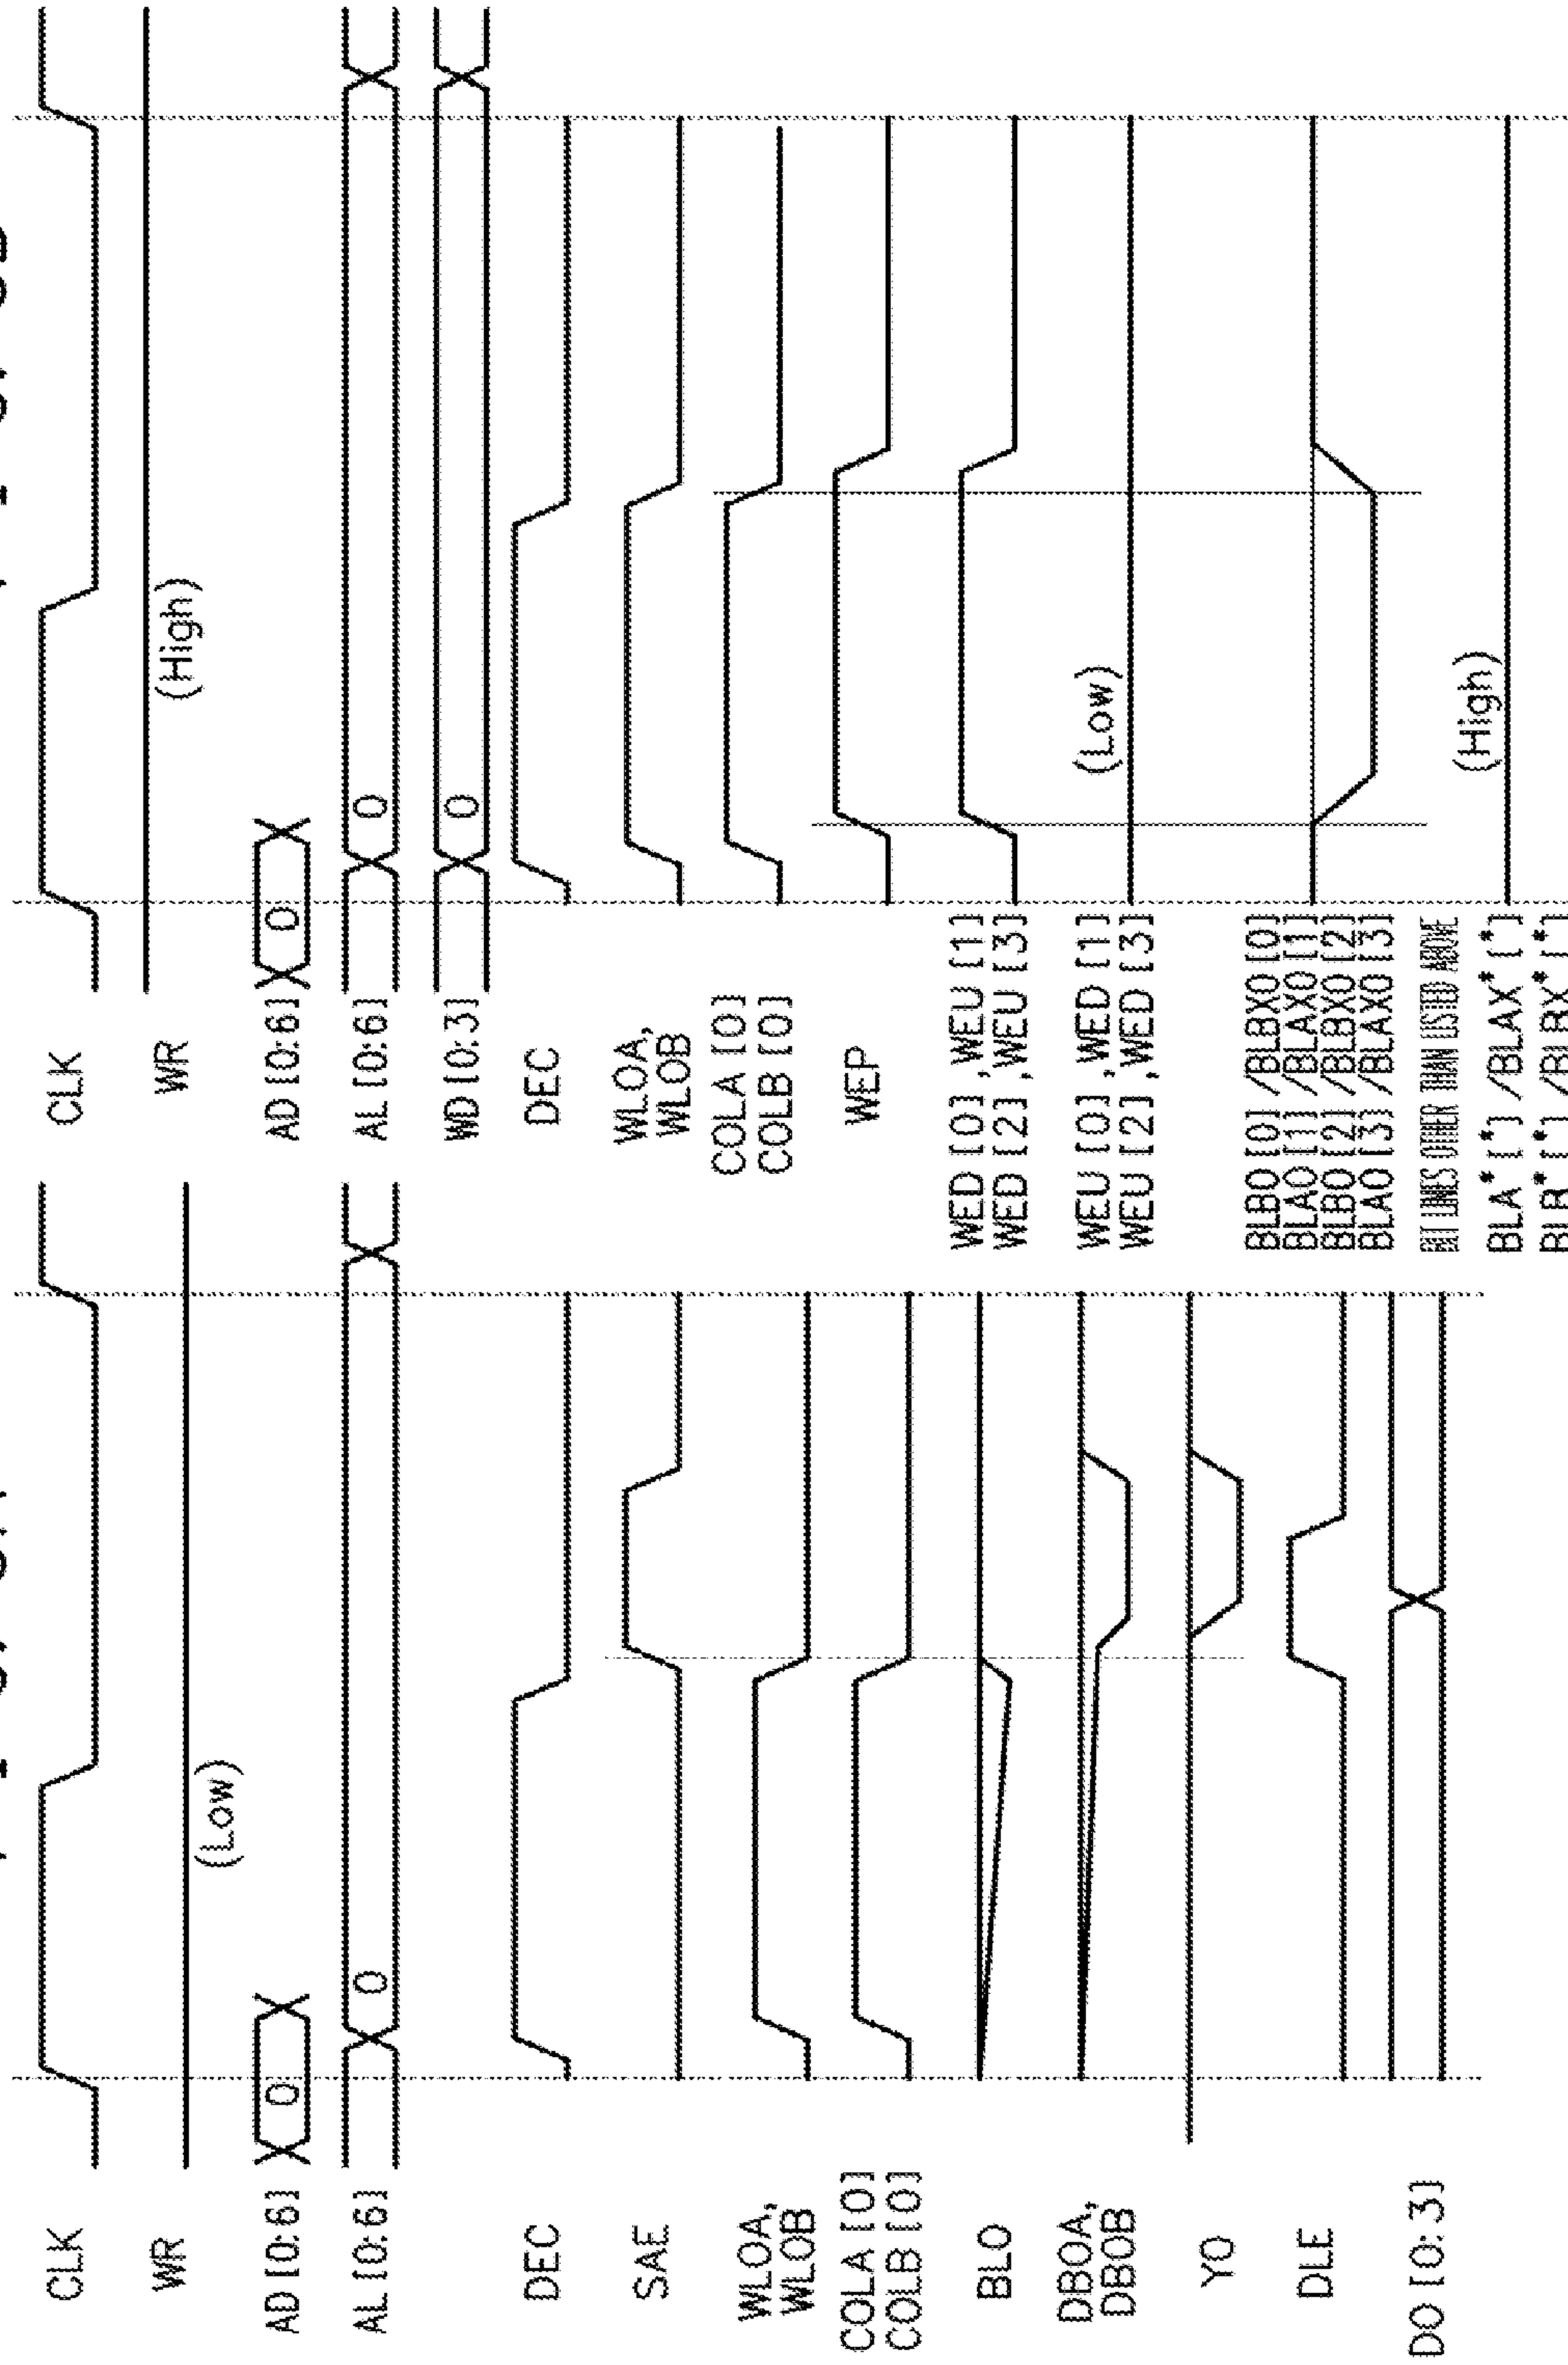 CLK
WR
(Low)
AD [0:6]
0
AL [0:6]
0
DEC
SAE
WL0A,
WL0B
COLA [0]
COLB [0]
BL0
DB0A,
DB0B
Y0
DLE
DO [0:3]
CLK
WR
(High)
AD [0:6]
0
AL [0:6]
0
WD [0:3]
0
DEC
WL0A,
WL0B
COLA [0]
COLB [0]
WEP
WED [0] ,WEU [1]
WED [2] ,WEU [3]
WEU [0] ,WED [1]
WEU [2] ,WED [3]
(Low)
BLB0 [0] /BLBX0 [0]
BLA0 [1] /BLAX0 [1]
BLB0 [2] /BLBX0 [2]
BLA0 [3] /BLAX0 [3]
BIT LINES OTHER THAN LISTED ABOVE
BLA* [*] /BLAX* [*]
BLB* [*] /BLBX* [*]
(High)